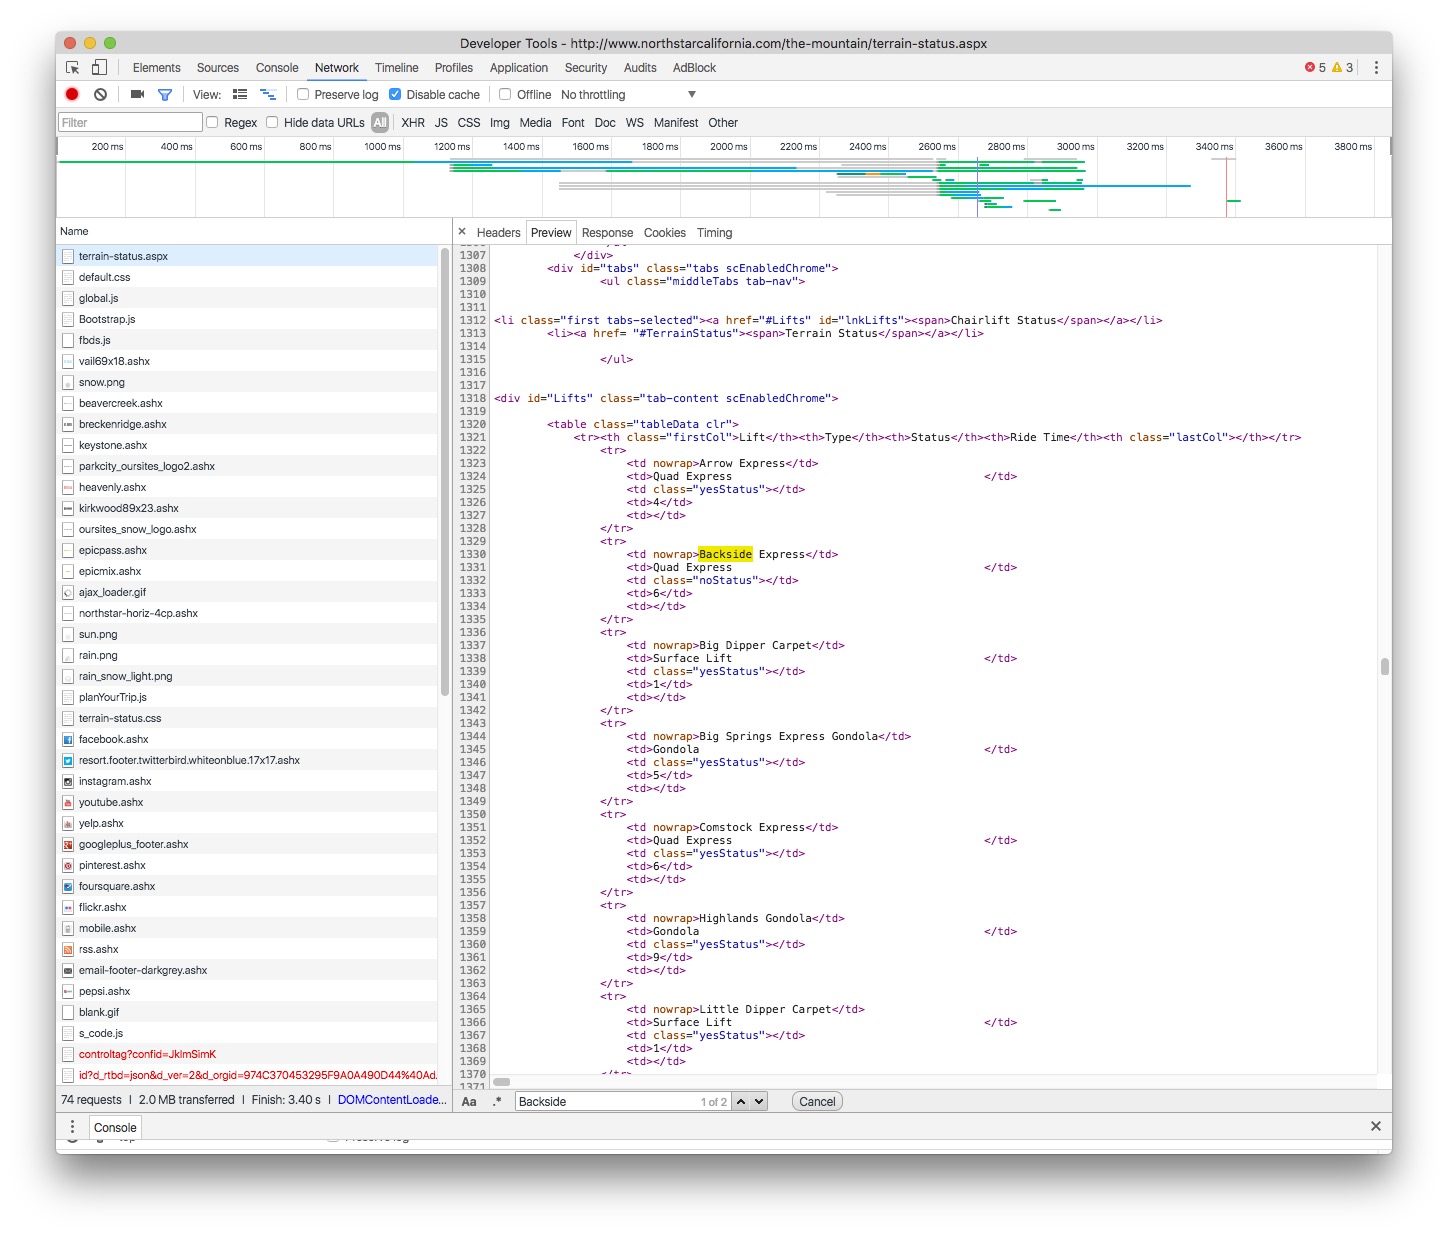 Developer Tools - http://www.northstarcalifornia.com/the-mountain/terrain-status.aspx
Elements Sources Console Network Timeline Profiles Application Security Audits AdBlock 5 3
View: Preserve log Disable cache Offline No throttling
Filter Regex Hide data URLs All XHR JS CSS Img Media Font Doc WS Manifest Other
200 ms 400 ms 600 ms 800 ms 1000 ms 1200 ms 1400 ms 1600 ms 1800 ms 2000 ms 2200 ms 2400 ms 2600 ms 2800 ms 3000 ms 3200 ms 3400 ms 3600 ms 3800 ms
Name
terrain-status.aspx
default.css
global.js
Bootstrap.js
fbds.js
vail69x18.ashx
snow.png
beavercreek.ashx
breckenridge.ashx
keystone.ashx
parkcity_oursites_logo2.ashx
heavenly.ashx
kirkwood89x23.ashx
oursites_snow_logo.ashx
epicpass.ashx
epicmix.ashx
ajax_loader.gif
northstar-horiz-4cp.ashx
sun.png
rain.png
rain_snow_light.png
planYourTrip.js
terrain-status.css
facebook.ashx
resort.footer.twitterbird.whiteonblue.17x17.ashx
instagram.ashx
youtube.ashx
yelp.ashx
googleplus_footer.ashx
pinterest.ashx
foursquare.ashx
flickr.ashx
mobile.ashx
rss.ashx
email-footer-darkgrey.ashx
pepsi.ashx
blank.gif
s_code.js
controltag?confid=JklmSimK
id?d_rtbd=json&d_ver=2&d_orgid=974C370453295F9A0A490D44%40Ad.
74 requests | 2.0 MB transferred | Finish: 3.40 s | DOMContentLoade...
× Headers Preview Response Cookies Timing
1307 </div>
1308 <div id="tabs" class="tabs scEnabledChrome">
1309 <ul class="middleTabs tab-nav">
1310
1311
1312 <li class="first tabs-selected"><a href="#Lifts" id="lnkLifts"><span>Chairlift Status</span></a></li>
1313 <li><a href= "#TerrainStatus"><span>Terrain Status</span></a></li>
1314
1315 </ul>
1316
1317
1318 <div id="Lifts" class="tab-content scEnabledChrome">
1319
1320 <table class="tableData clr">
1321 <tr><th class="firstCol">Lift</th><th>Type</th><th>Status</th><th>Ride Time</th><th class="lastCol"></th></tr>
1322 <tr>
1323 <td nowrap>Arrow Express</td>
1324 <td>Quad Express </td>
1325 <td class="yesStatus"></td>
1326 <td>4</td>
1327 <td></td>
1328 </tr>
1329 <tr>
1330 <td nowrap>Backside Express</td>
1331 <td>Quad Express </td>
1332 <td class="noStatus"></td>
1333 <td>6</td>
1334 <td></td>
1335 </tr>
1336 <tr>
1337 <td nowrap>Big Dipper Carpet</td>
1338 <td>Surface Lift </td>
1339 <td class="yesStatus"></td>
1340 <td>1</td>
1341 <td></td>
1342 </tr>
1343 <tr>
1344 <td nowrap>Big Springs Express Gondola</td>
1345 <td>Gondola </td>
1346 <td class="yesStatus"></td>
1347 <td>5</td>
1348 <td></td>
1349 </tr>
1350 <tr>
1351 <td nowrap>Comstock Express</td>
1352 <td>Quad Express </td>
1353 <td class="yesStatus"></td>
1354 <td>6</td>
1355 <td></td>
1356 </tr>
1357 <tr>
1358 <td nowrap>Highlands Gondola</td>
1359 <td>Gondola </td>
1360 <td class="yesStatus"></td>
1361 <td>9</td>
1362 <td></td>
1363 </tr>
1364 <tr>
1365 <td nowrap>Little Dipper Carpet</td>
1366 <td>Surface Lift </td>
1367 <td class="yesStatus"></td>
1368 <td>1</td>
1369 <td></td>
1370 </tr>
1371
Aa .* Backside 1 of 2 Cancel
Console